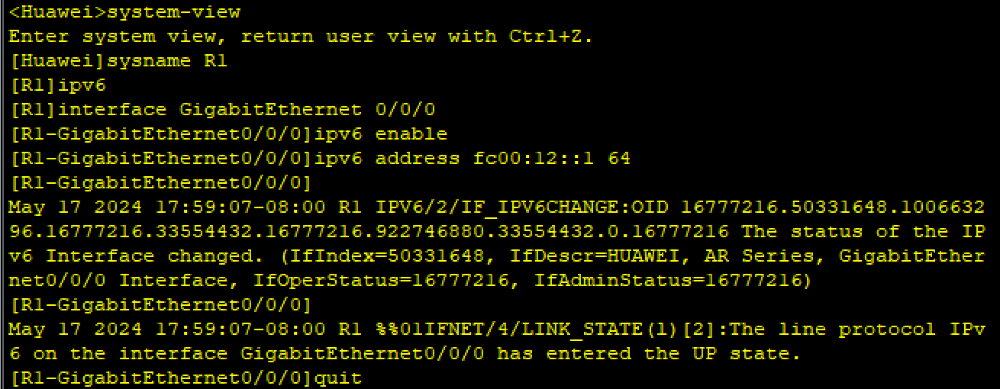 <Huawei>system-view
Enter system view, return user view with Ctrl+Z.
[Huawei]sysname R1
[R1]ipv6
[R1]interface GigabitEthernet 0/0/0
[R1-GigabitEthernet0/0/0]ipv6 enable
[R1-GigabitEthernet0/0/0]ipv6 address fc00:12::1 64
[R1-GigabitEthernet0/0/0]
May 17 2024 17:59:07-08:00 R1 IPV6/2/IF_IPV6CHANGE:OID 16777216.50331648.1006632
96.16777216.33554432.16777216.922746880.33554432.0.16777216 The status of the IP
v6 Interface changed. (IfIndex=50331648, IfDescr=HUAWEI, AR Series, GigabitEther
net0/0/0 Interface, IfOperStatus=16777216, IfAdminStatus=16777216)
[R1-GigabitEthernet0/0/0]
May 17 2024 17:59:07-08:00 R1 %%01IFNET/4/LINK_STATE(l)[2]:The line protocol IPv
6 on the interface GigabitEthernet0/0/0 has entered the UP state.
[R1-GigabitEthernet0/0/0]quit